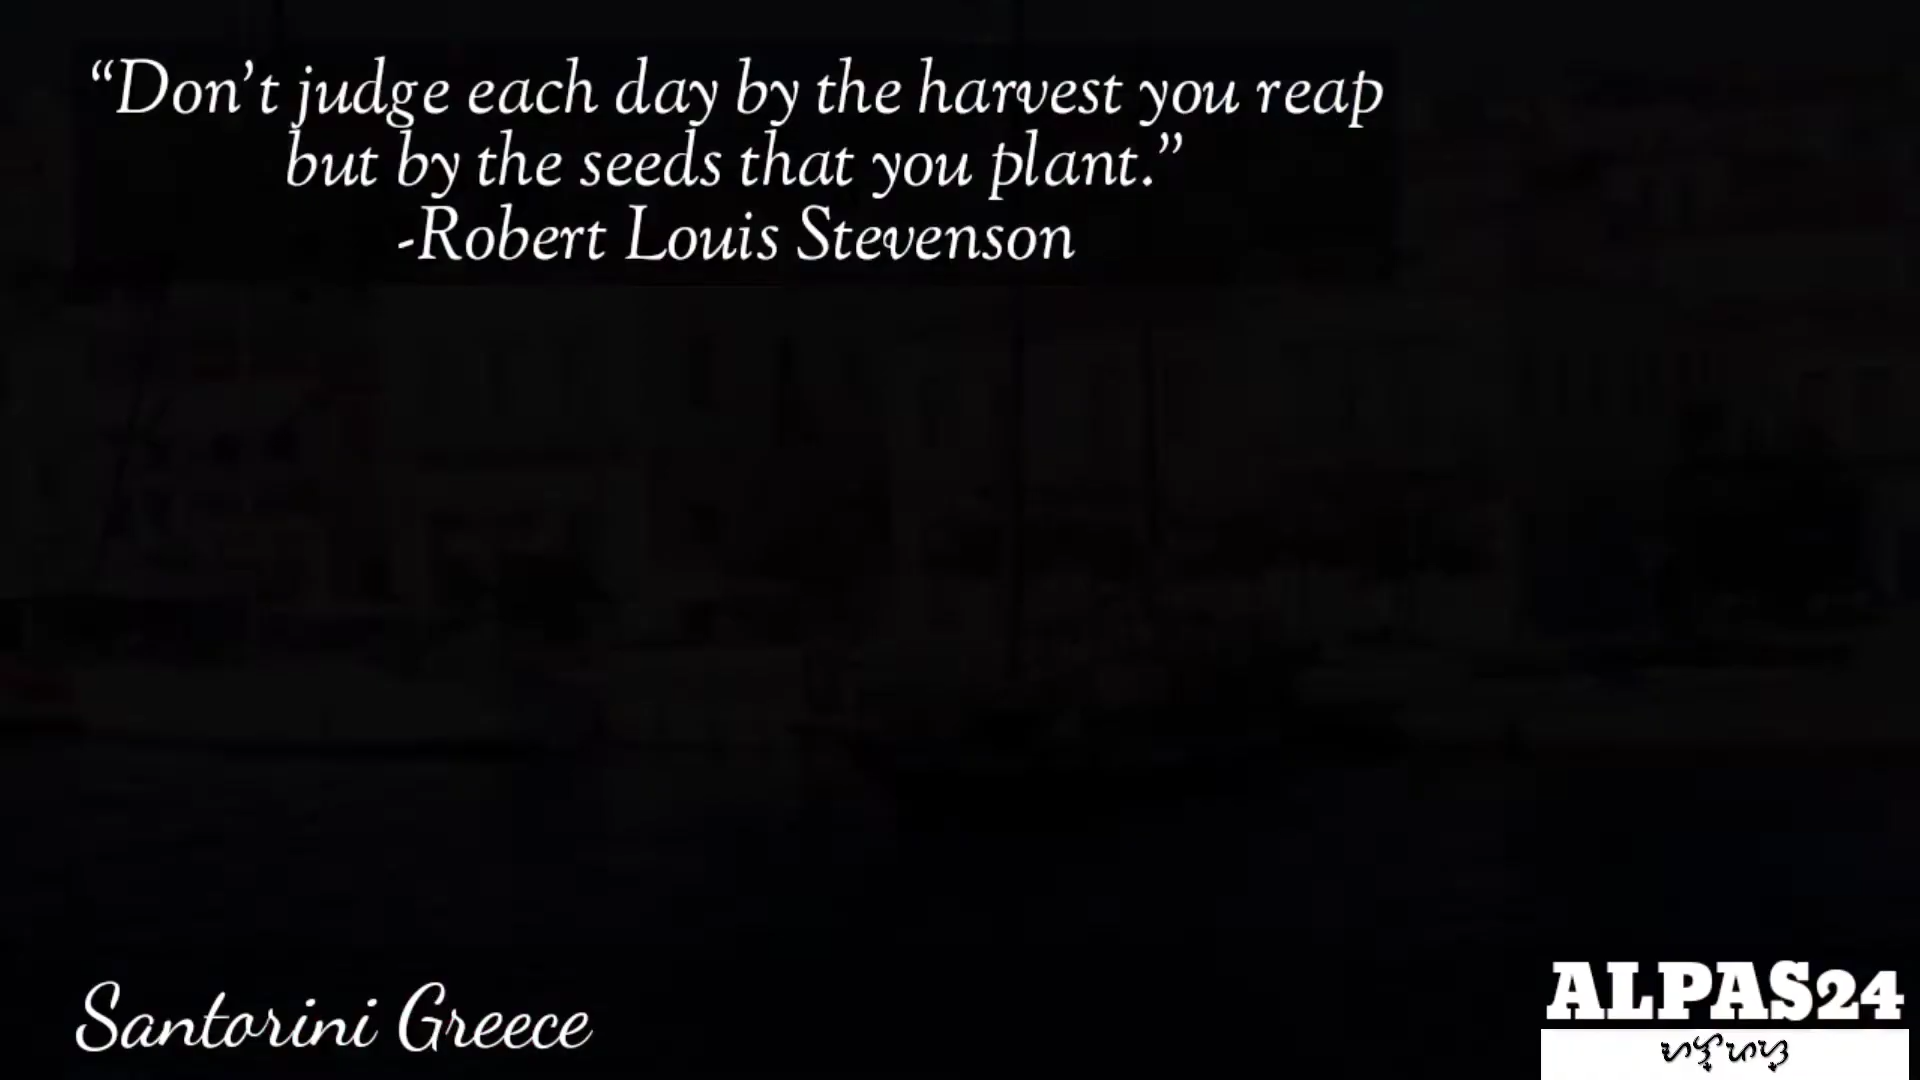 “Don’t judge each day by the harvest you reap
but by the seeds that you plant.”
-Robert Louis Stevenson
Santorini Greece
ALPAS24